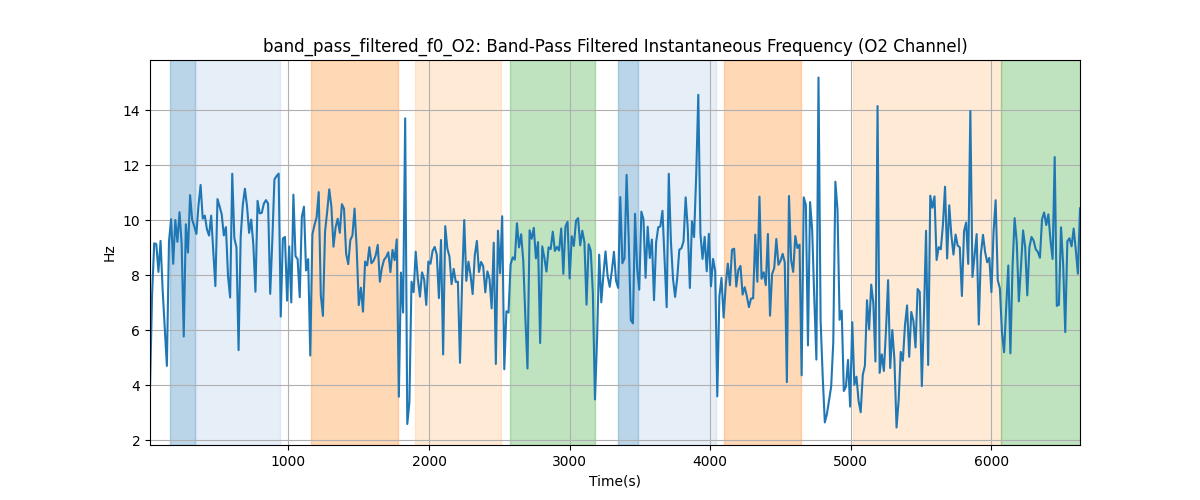 band_pass_filtered_f0_O2: Band-Pass Filtered Instantaneous Frequency (O2 Channel)
14
12
10
8
6
4
2
Hz
1000 2000 3000 4000 5000 6000
Time(s)